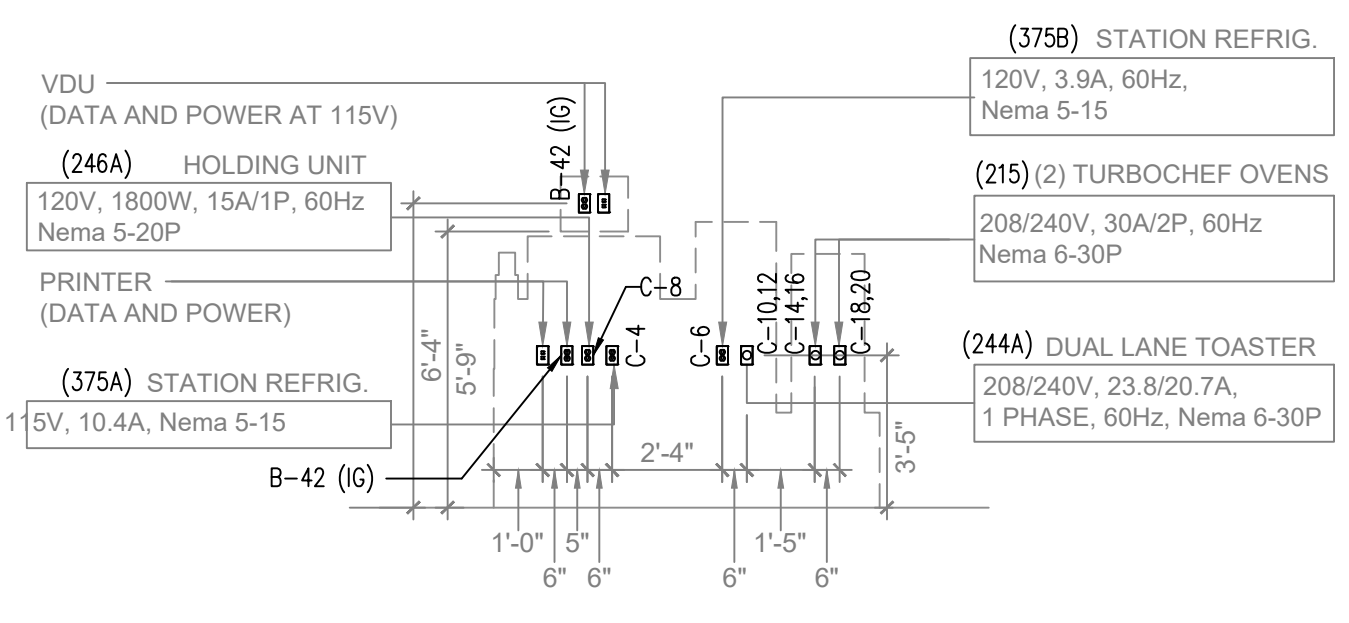 VDU
(DATA AND POWER AT 115V)
(246A) HOLDING UNIT
120V, 1800W, 15A/1P, 60Hz
Nema 5-20P
PRINTER
(DATA AND POWER)
(375A) STATION REFRIG.
115V, 10.4A, Nema 5-15
B-42 (IG)
6'-4"
5'-9"
B-42 (IG)
C-8
C-4
C-6
C-10,12
C-14,16
C-18,20
2'-4"
3'-5"
1'-0"
5"
1'-5"
6"
6"
6"
6"
(375B) STATION REFRIG.
120V, 3.9A, 60Hz,
Nema 5-15
(215) (2) TURBOCHEF OVENS
208/240V, 30A/2P, 60Hz
Nema 6-30P
(244A) DUAL LANE TOASTER
208/240V, 23.8/20.7A,
1 PHASE, 60Hz, Nema 6-30P